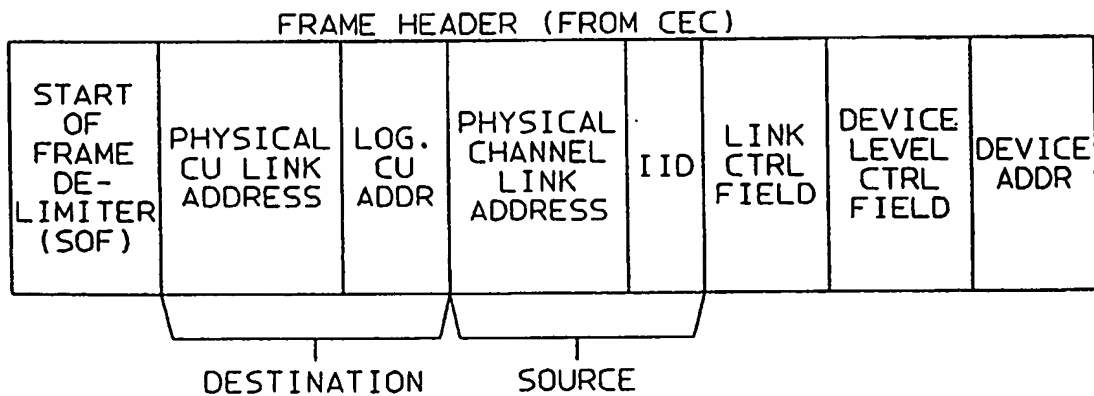 FRAME HEADER (FROM CEC)
START
OF
FRAME
DE-
LIMITER
(SOF)
PHYSICAL
CU LINK
ADDRESS
LOG.
CU
ADDR
PHYSICAL
CHANNEL
LINK
ADDRESS
IID
LINK
CTRL
FIELD
DEVICE
LEVEL
CTRL
FIELD
DEVICE
ADDR
DESTINATION
SOURCE